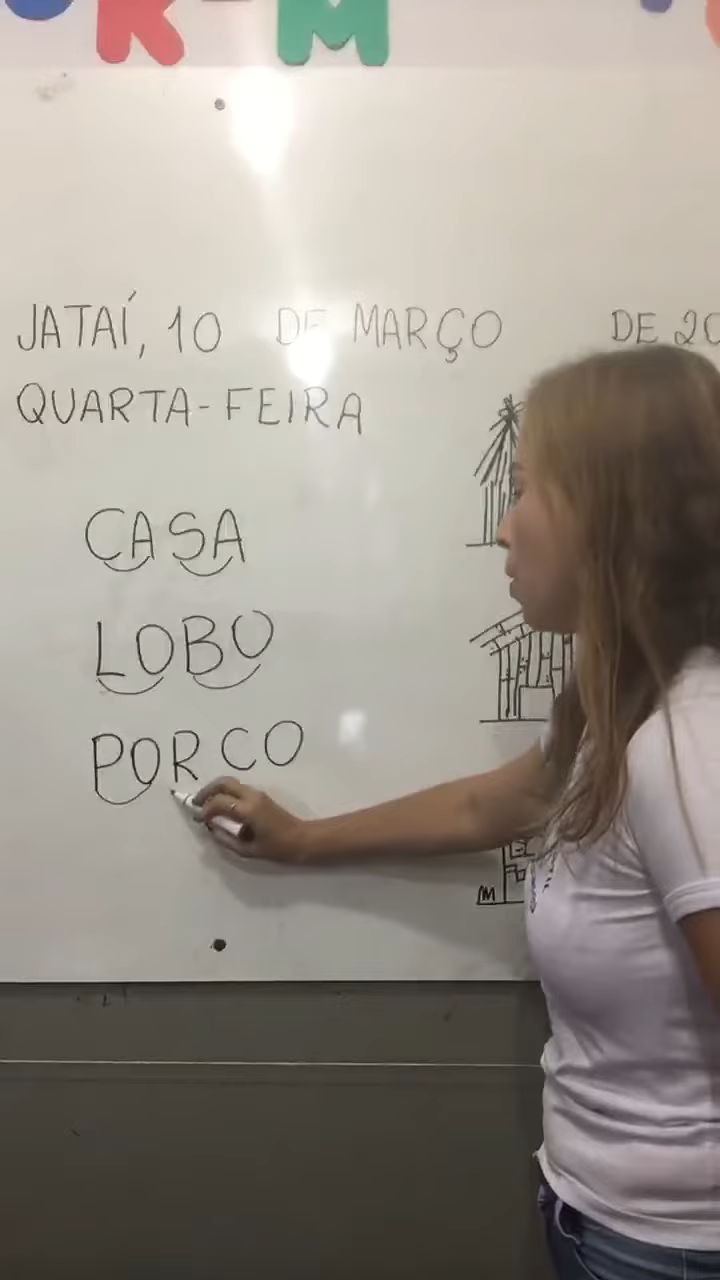 K - M
JATAÍ, 10 DE MARÇO DE 20
QUARTA-FEIRA
CASA
LOBO
PORCO